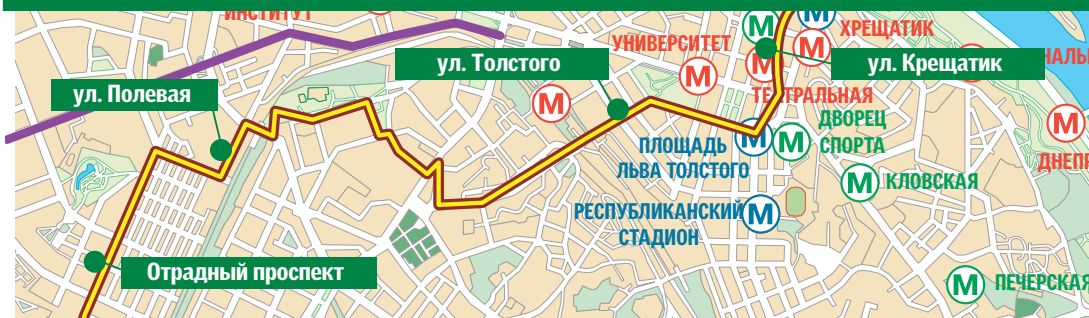 ИНСТИТУТ
ХРЕЩАТИК
УНИВЕРСИТЕТ
М
М
М
М
ул. Толстого
ул. Крещатик
М
ул. Полевая
ТЕАТРАЛЬНАЯ
М
ДВОРЕЦ
СПОРТА
М
М
М
ПЛОЩАДЬ
ЛЬВА ТОЛСТОГО
М
КЛОВСКАЯ
РЕСПУБЛИКАНСКИЙ
СТАДИОН
М
Отрадный проспект
М
ПЕЧЕРСКАЯ